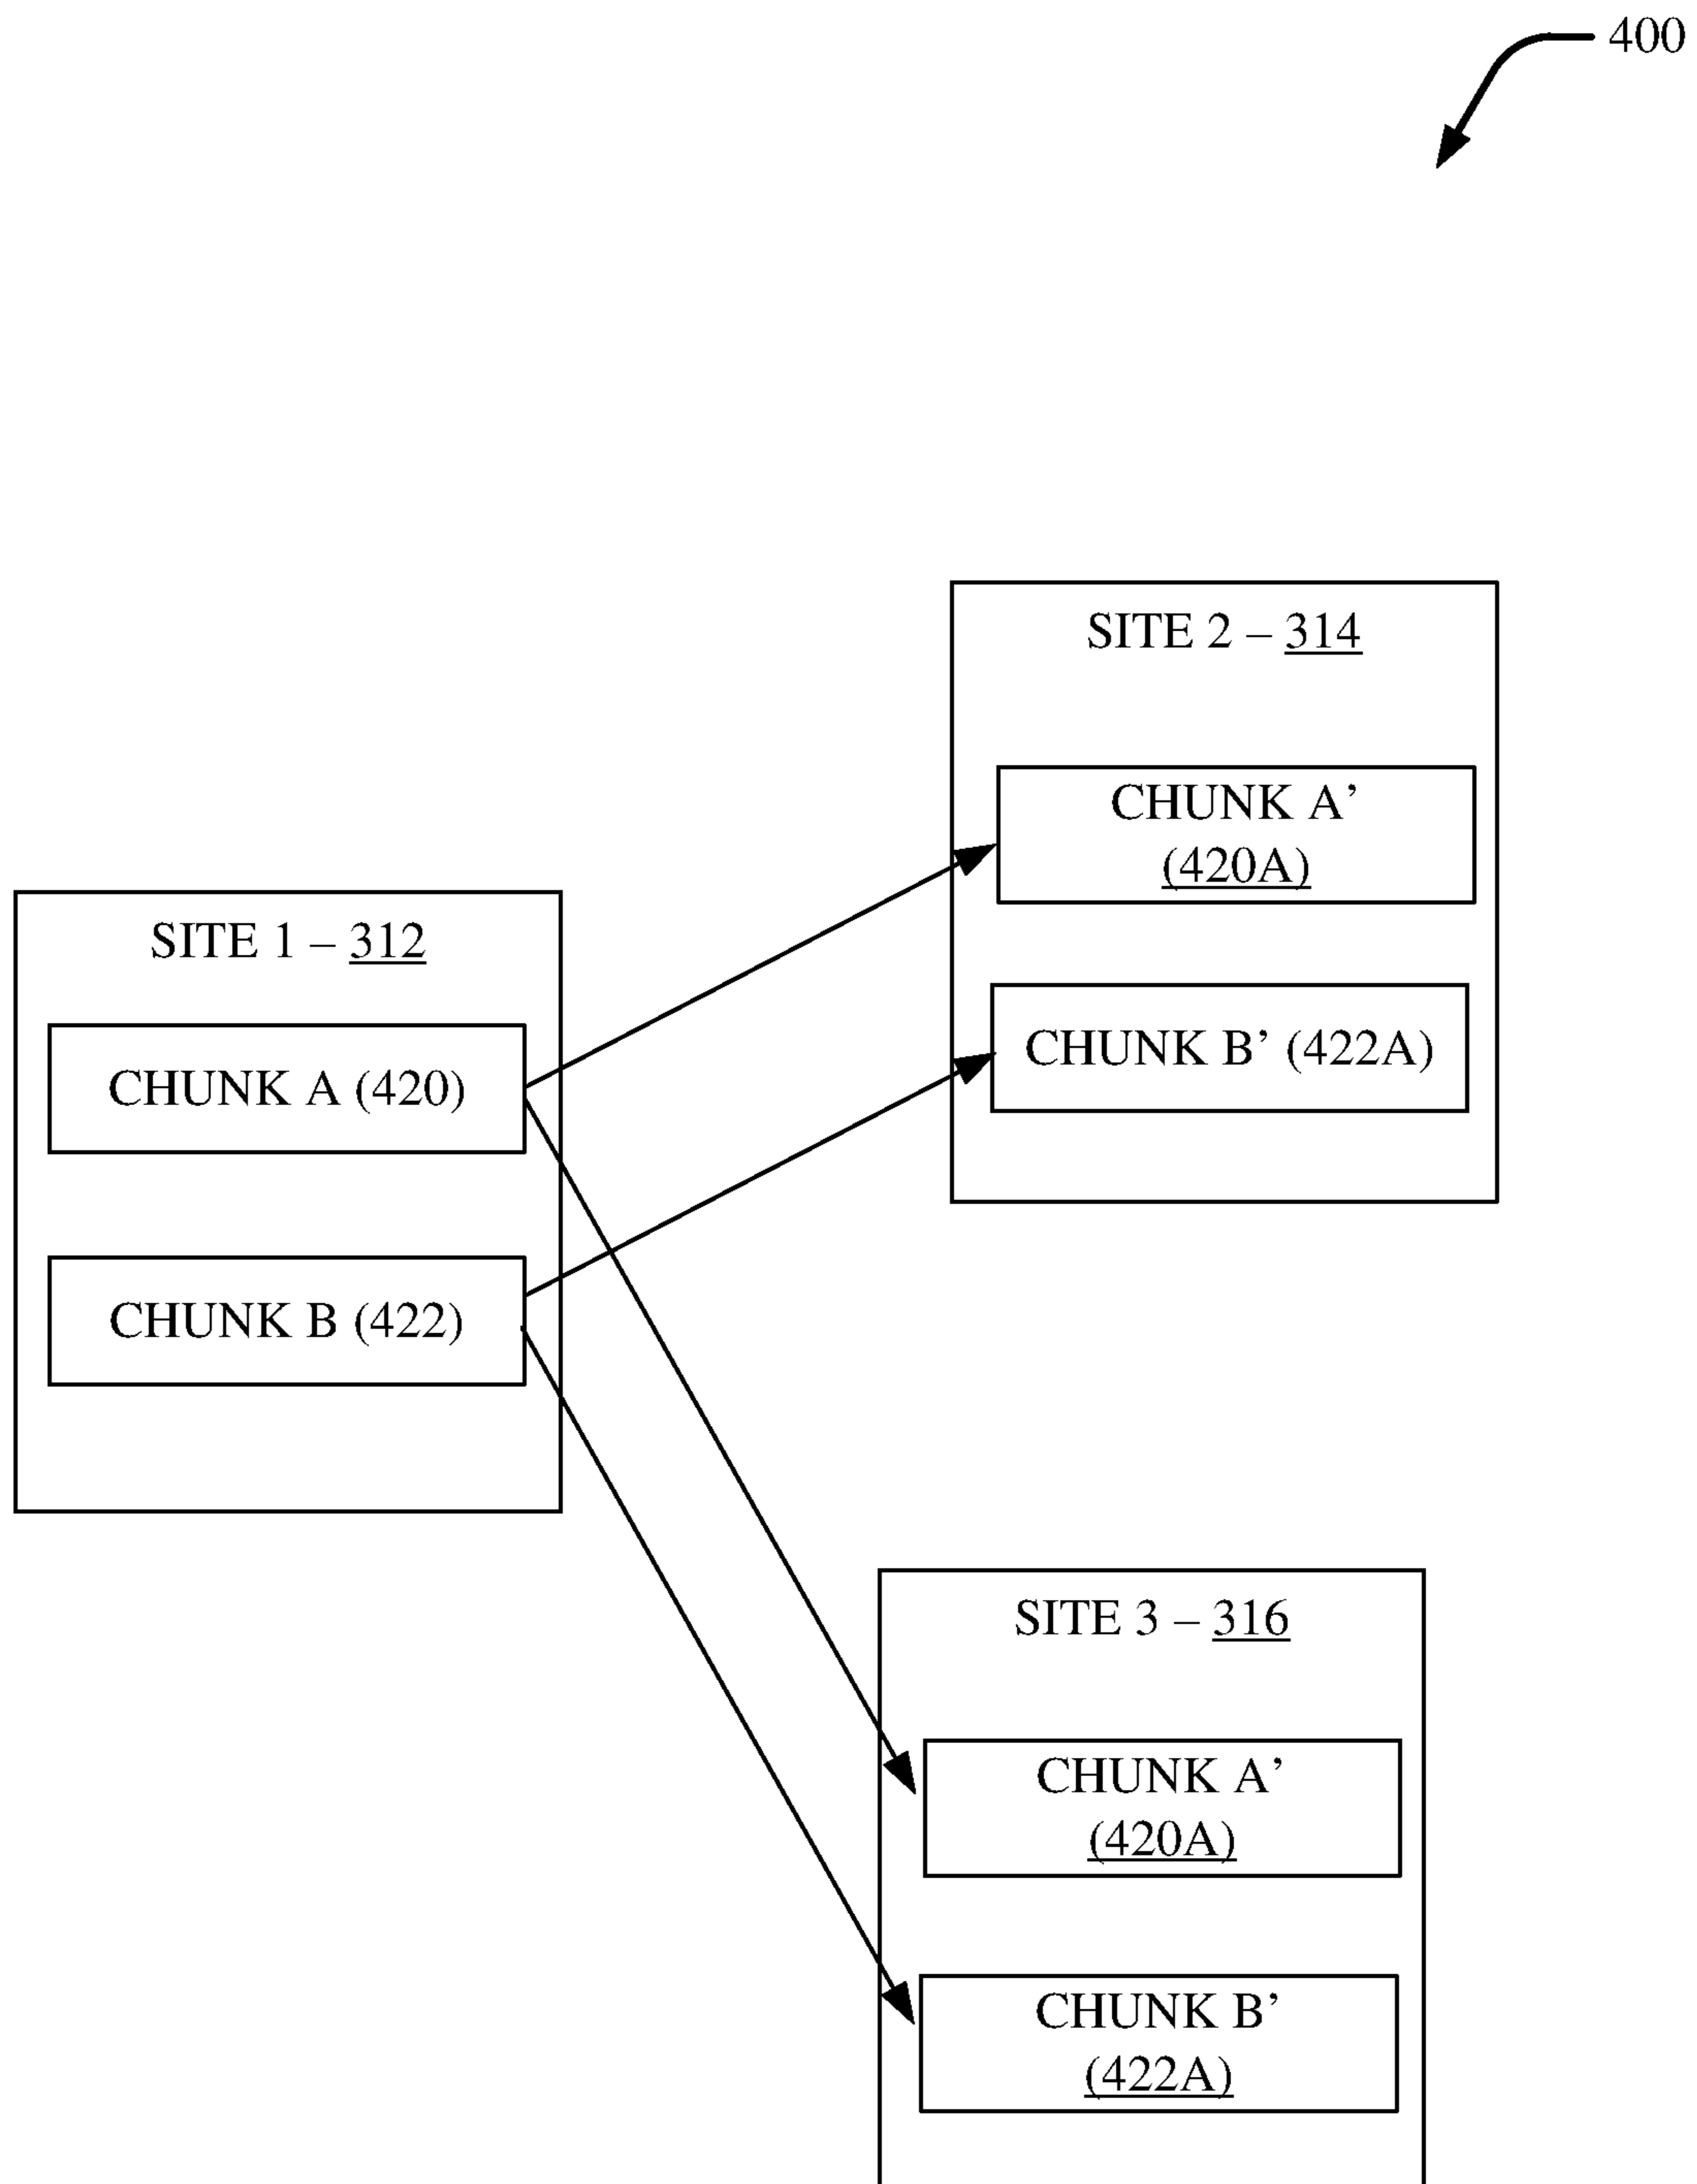 400
SITE 2 – 314
CHUNK A’
(420A)
CHUNK B’ (422A)
SITE 1 – 312
CHUNK A (420)
CHUNK B (422)
SITE 3 – 316
CHUNK A’
(420A)
CHUNK B’
(422A)